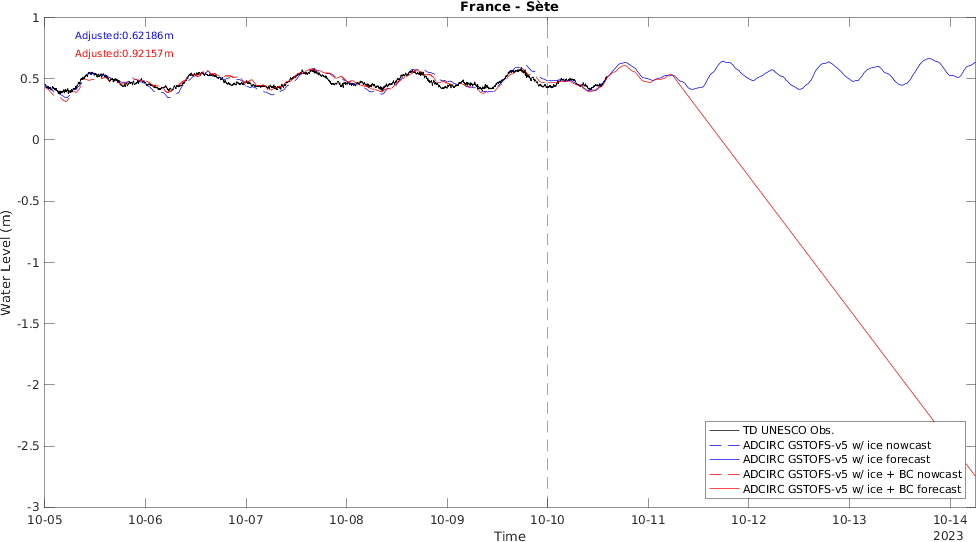 France - Sète
Adjusted:0.62186m
Adjusted:0.92157m
1
0.5
0
-0.5
-1
-1.5
-2
-2.5
-3
Water Level (m)
TD UNESCO Obs.
ADCIRC GSTOFS-v5 w/ ice nowcast
ADCIRC GSTOFS-v5 w/ ice forecast
ADCIRC GSTOFS-v5 w/ ice + BC nowcast
ADCIRC GSTOFS-v5 w/ ice + BC forecast
10-05 10-06 10-07 10-08 10-09 10-10 10-11 10-12 10-13 10-14
2023
Time